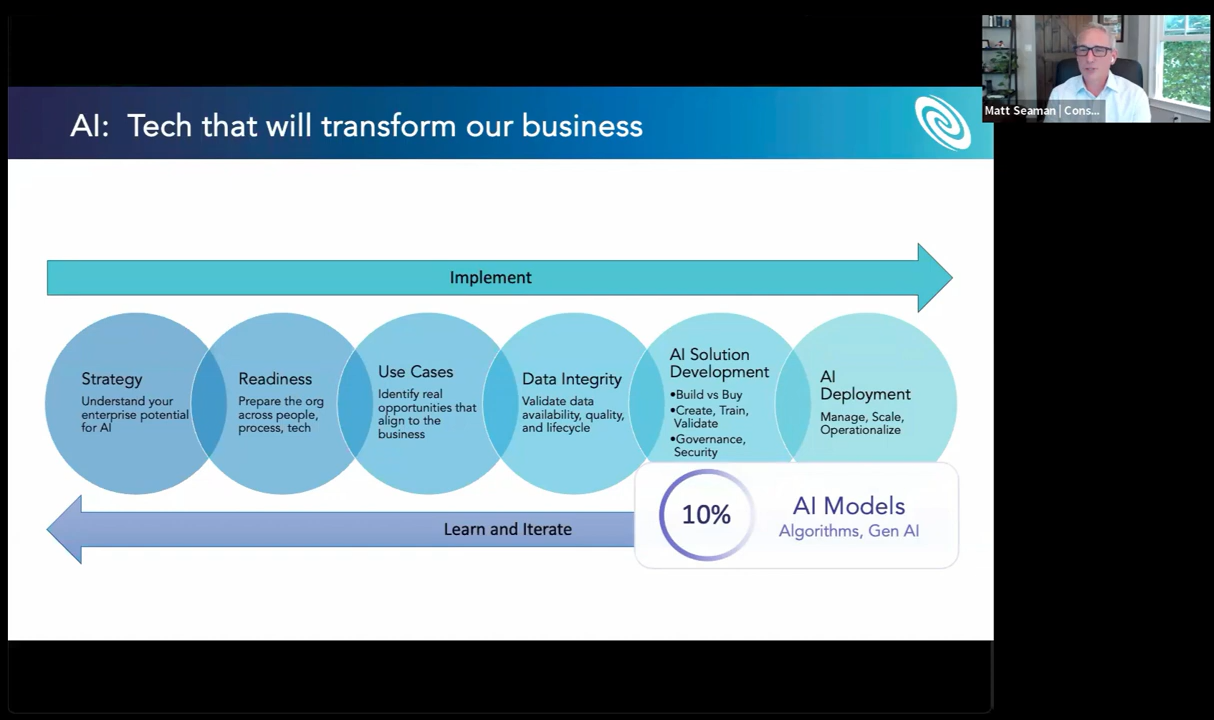 Matt Seaman | Cons...
AI: Tech that will transform our business
Implement
Strategy
Understand your
enterprise potential
for AI
Readiness
Prepare the org
across people,
process, tech
Use Cases
Identify real
opportunities that
align to the
business
Data Integrity
Validate data
availability, quality,
and lifecycle
AI Solution
Development
•Build vs Buy
•Create, Train,
Validate
•Governance,
Security
AI
Deployment
Manage, Scale,
Operationalize
Learn and Iterate
10%
AI Models
Algorithms, Gen AI